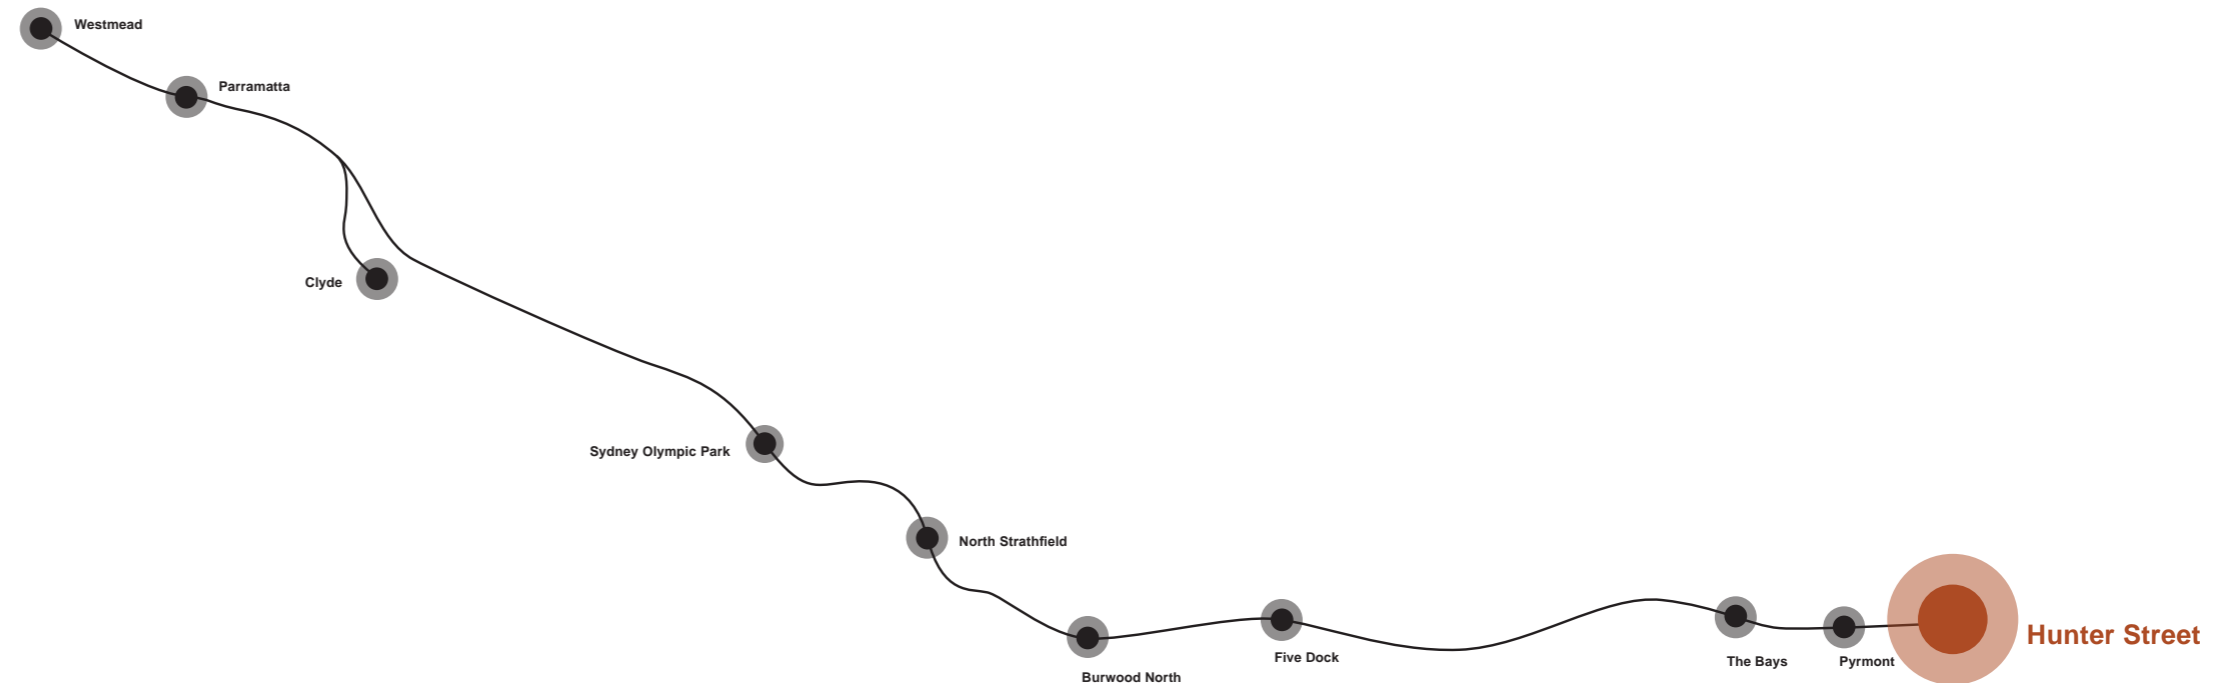 Westmead
Parramatta
Clyde
Sydney Olympic Park
North Strathfield
Burwood North
Five Dock
The Bays
Pyrmont
Hunter Street